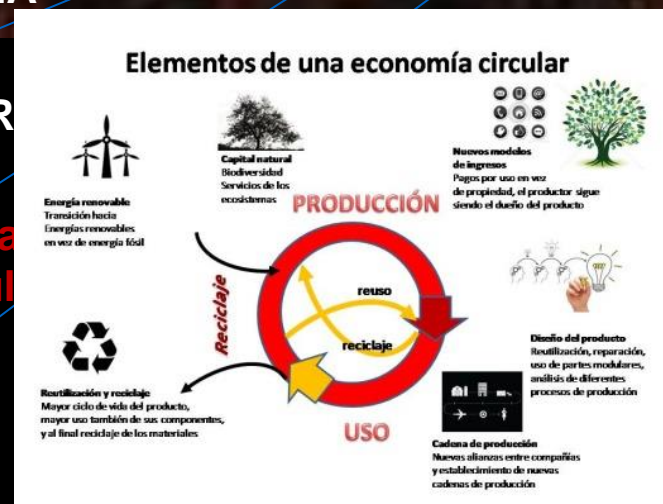 Elementos de una economía circular
Energía renovable
Transición hacia
Energías renovables
en vez de energía fósil
Capital natural
Biodiversidad
Servicios de los
ecosistemas
Nuevos modelos
de ingresos
Pagos por uso en vez
de propiedad, el productor sigue
siendo el dueño del producto
PRODUCCIÓN
Reciclaje
reuso
reciclaje
USO
Diseño del producto
Reutilización, reparación,
uso de partes modulares,
análisis de diferentes
procesos de producción
Reutilización y reciclaje
Mayor ciclo de vida del producto,
mayor uso también de sus componentes,
y al final reciclaje de los materiales
Cadena de producción
Nuevas alianzas entre compañías
y establecimiento de nuevas
cadenas de producción